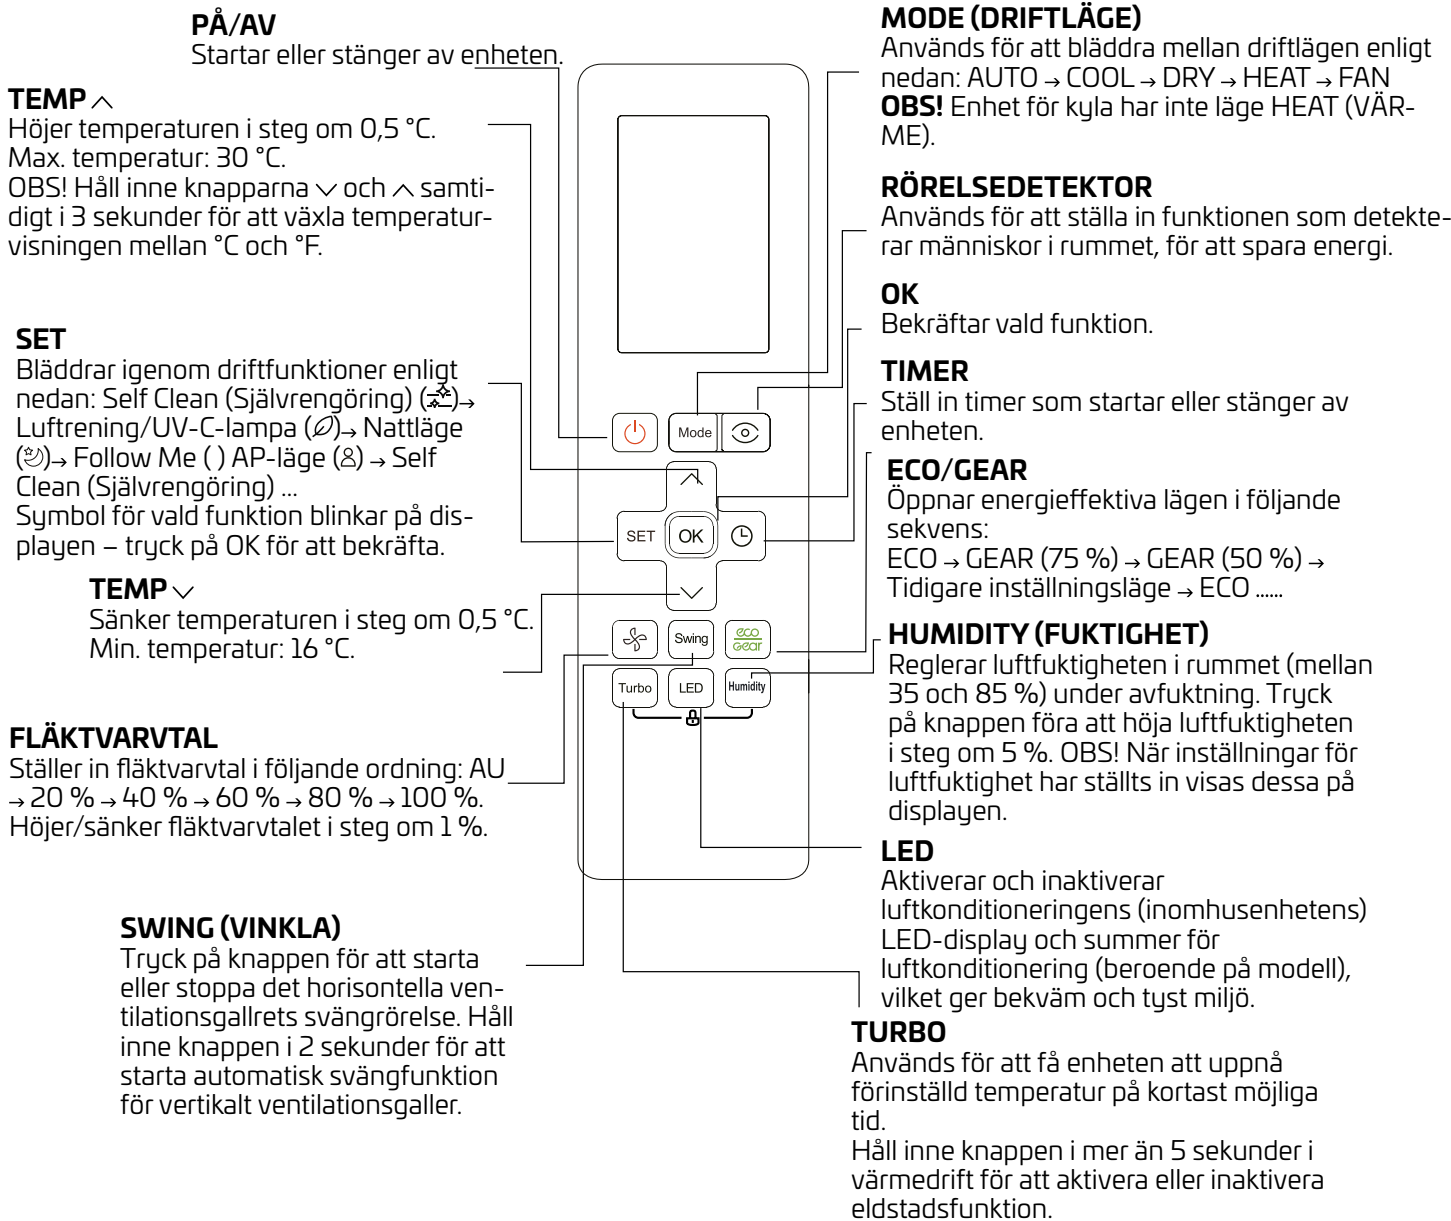 PÅ/AV
Startar eller stänger av enheten.
TEMP ︿
Höjer temperaturen i steg om 0,5 °C.
Max. temperatur: 30 °C.
OBS! Håll inne knapparna ﹀ och ︿ samti-
digt i 3 sekunder för att växla temperatur-
visningen mellan °C och °F.
SET
Bläddrar igenom driftfunktioner enligt
nedan: Self Clean (Självrengöring) ()→
Luftrening/UV-C-lampa ()→ Nattläge
()→ Follow Me ( ) AP-läge () → Self
Clean (Självrengöring) ...
Symbol för vald funktion blinkar på dis-
playen – tryck på OK för att bekräfta.
TEMP ﹀
Sänker temperaturen i steg om 0,5 °C.
Min. temperatur: 16 °C.
FLÄKTVARVTAL
Ställer in fläktvarvtal i följande ordning: AU
→ 20 % → 40 % → 60 % → 80 % → 100 %.
Höjer/sänker fläktvarvtalet i steg om 1 %.
SWING (VINKLA)
Tryck på knappen för att starta
eller stoppa det horisontella ven-
tilationsgallrets svängrörelse. Håll
inne knappen i 2 sekunder för att
starta automatisk svängfunktion
för vertikalt ventilationsgaller.
Mode
SET
OK
Swing
eco
Gear
Turbo
LED
Humidity
MODE (DRIFTLÄGE)
Används för att bläddra mellan driftlägen enligt
nedan: AUTO → COOL → DRY → HEAT → FAN
OBS! Enhet för kyla har inte läge HEAT (VÄR-
ME).
RÖRELSEDETEKTOR
Används för att ställa in funktionen som detekte-
rar människor i rummet, för att spara energi.
OK
Bekräftar vald funktion.
TIMER
Ställ in timer som startar eller stänger av
enheten.
ECO/GEAR
Öppnar energieffektiva lägen i följande
sekvens:
ECO → GEAR (75 %) → GEAR (50 %) →
Tidigare inställningsläge → ECO ......
HUMIDITY (FUKTIGHET)
Reglerar luftfuktigheten i rummet (mellan
35 och 85 %) under avfuktning. Tryck
på knappen föra att höja luftfuktigheten
i steg om 5 %. OBS! När inställningar för
luftfuktighet har ställts in visas dessa på
displayen.
LED
Aktiverar och inaktiverar
luftkonditioneringens (inomhusenhetens)
LED-display och summer för
luftkonditionering (beroende på modell),
vilket ger bekväm och tyst miljö.
TURBO
Används för att få enheten att uppnå
förinställd temperatur på kortast möjliga
tid.
Håll inne knappen i mer än 5 sekunder i
värmedrift för att aktivera eller inaktivera
eldstadsfunktion.